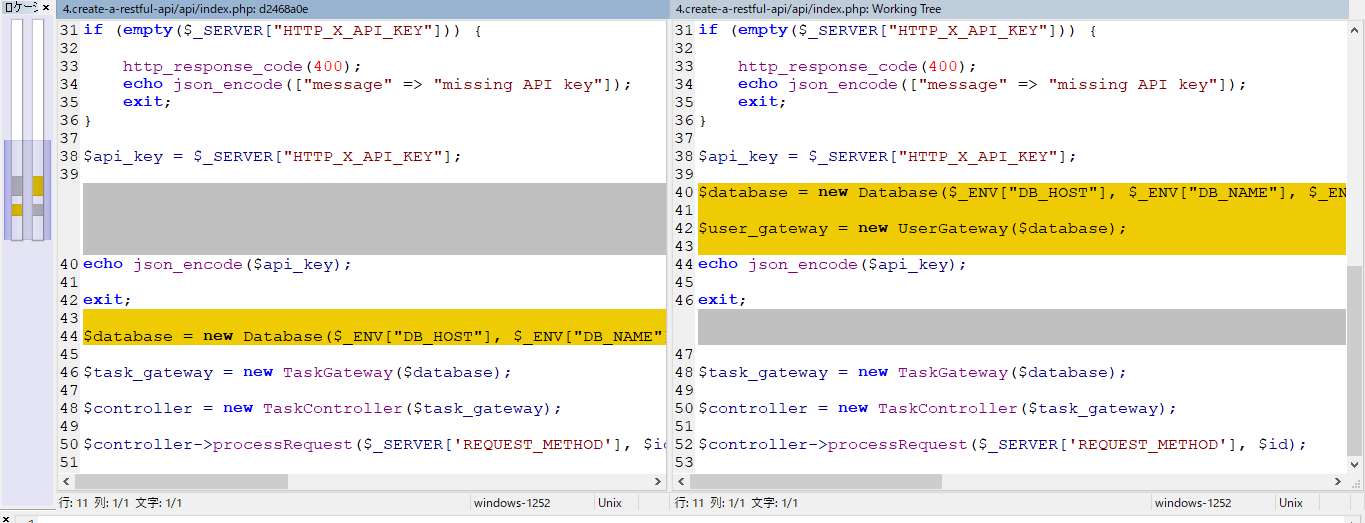 ロケーシ ×
4.create-a-restful-api/api/index.php: d2468a0e
31 if (empty($_SERVER["HTTP_X_API_KEY"])) {
32
33     http_response_code(400);
34     echo json_encode(["message" => "missing API key"]);
35     exit;
36 }
37
38 $api_key = $_SERVER["HTTP_X_API_KEY"];
39
40 echo json_encode($api_key);
41
42 exit;
43
44 $database = new Database($_ENV["DB_HOST"], $_ENV["DB_NAME"]
45
46 $task_gateway = new TaskGateway($database);
47
48 $controller = new TaskController($task_gateway);
49
50 $controller->processRequest($_SERVER['REQUEST_METHOD'], $id
51
行: 11 列: 1/1 文字: 1/1 windows-1252 Unix
4.create-a-restful-api/api/index.php: Working Tree
31 if (empty($_SERVER["HTTP_X_API_KEY"])) {
32
33     http_response_code(400);
34     echo json_encode(["message" => "missing API key"]);
35     exit;
36 }
37
38 $api_key = $_SERVER["HTTP_X_API_KEY"];
39
40 $database = new Database($_ENV["DB_HOST"], $_ENV["DB_NAME"], $_EN
41
42 $user_gateway = new UserGateway($database);
43
44 echo json_encode($api_key);
45
46 exit;
47
48 $task_gateway = new TaskGateway($database);
49
50 $controller = new TaskController($task_gateway);
51
52 $controller->processRequest($_SERVER['REQUEST_METHOD'], $id);
53
行: 11 列: 1/1 文字: 1/1 windows-1252 Unix
×